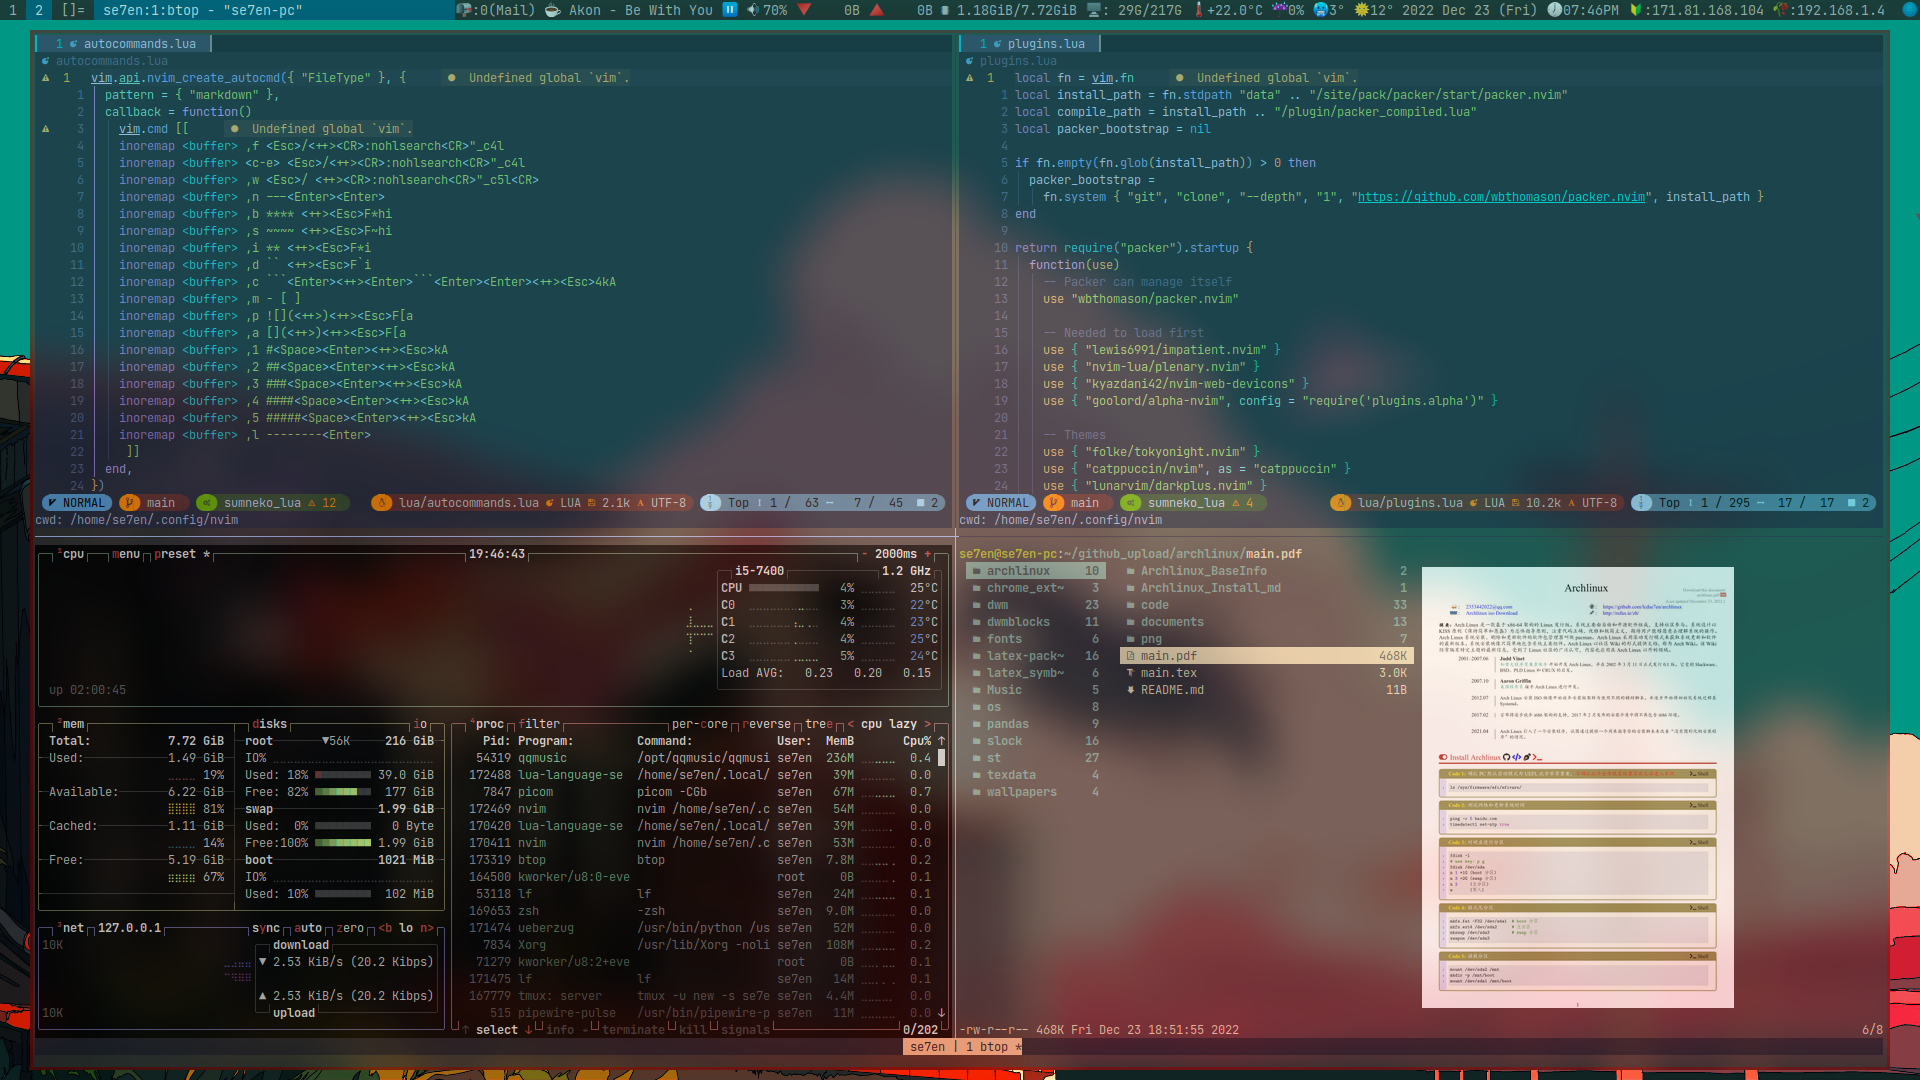 1 2 []= se7en:1:btop - "se7en-pc" :0(Mail) Akon - Be With You 70% 0B 0B 1.18GiB/7.72GiB : 29G/217G +22.0°C 0% 3° 12° 2022 Dec 23 (Fri) 07:46PM :171.81.168.104 :192.168.1.4
1 autocommands.lua
autocommands.lua
1 vim.api.nvim_create_autocmd({ "FileType" }, { ● Undefined global `vim`.
1 pattern = { "markdown" },
2 callback = function()
3 vim.cmd [[ ● Undefined global `vim`.
4 inoremap <buffer> ,f <Esc>/<++><CR>:nohlsearch<CR>"_c4l
5 inoremap <buffer> <c-e> <Esc>/<++><CR>:nohlsearch<CR>"_c4l
6 inoremap <buffer> ,w <Esc>/ <++><CR>:nohlsearch<CR>"_c5l<CR>
7 inoremap <buffer> ,n ---<Enter><Enter>
8 inoremap <buffer> ,b **** <++><Esc>F*hi
9 inoremap <buffer> ,s ~~~~ <++><Esc>F~hi
10 inoremap <buffer> ,i ** <++><Esc>F*i
11 inoremap <buffer> ,d `` <++><Esc>F`i
12 inoremap <buffer> ,c ```<Enter><++><Enter>```<Enter><Enter><++><Esc>4kA
13 inoremap <buffer> ,m - [ ]
14 inoremap <buffer> ,p ![](<++>)<++><Esc>F[a
15 inoremap <buffer> ,a [](<++>)<++><Esc>F[a
16 inoremap <buffer> ,1 #<Space><Enter><++><Esc>kA
17 inoremap <buffer> ,2 ##<Space><Enter><++><Esc>kA
18 inoremap <buffer> ,3 ###<Space><Enter><++><Esc>kA
19 inoremap <buffer> ,4 ####<Space><Enter><++><Esc>kA
20 inoremap <buffer> ,5 #####<Space><Enter><++><Esc>kA
21 inoremap <buffer> ,l --------<Enter>
22 ]]
23 end,
24 })
NORMAL main sumneko_lua 12 lua/autocommands.lua LUA 2.1k UTF-8 Top 1 / 63 7 / 45 2
cwd: /home/se7en/.config/nvim
1 plugins.lua
plugins.lua
1 local fn = vim.fn ● Undefined global `vim`.
1 local install_path = fn.stdpath "data" .. "/site/pack/packer/start/packer.nvim"
2 local compile_path = install_path .. "/plugin/packer_compiled.lua"
3 local packer_bootstrap = nil
4
5 if fn.empty(fn.glob(install_path)) > 0 then
6 packer_bootstrap =
7 fn.system { "git", "clone", "--depth", "1", "https://github.com/wbthomason/packer.nvim", install_path }
8 end
9
10 return require("packer").startup {
11 function(use)
12 -- Packer can manage itself
13 use "wbthomason/packer.nvim"
14
15 -- Needed to load first
16 use { "lewis6991/impatient.nvim" }
17 use { "nvim-lua/plenary.nvim" }
18 use { "kyazdani42/nvim-web-devicons" }
19 use { "goolord/alpha-nvim", config = "require('plugins.alpha')" }
20
21 -- Themes
22 use { "folke/tokyonight.nvim" }
23 use { "catppuccin/nvim", as = "catppuccin" }
24 use { "lunarvim/darkplus.nvim" }
NORMAL main sumneko_lua 4 lua/plugins.lua LUA 10.2k UTF-8 Top 1 / 295 17 / 17 2
cwd: /home/se7en/.config/nvim
1cpu menu preset * 19:46:43 - 2000ms +
i5-7400 1.2 GHz
CPU 4% 25°C
C0 3% 22°C
C1 4% 23°C
C2 4% 25°C
C3 5% 24°C
Load AVG: 0.23 0.20 0.15
up 02:00:45
2mem disks io
Total: 7.72 GiB root ▼56K 216 GiB
Used: 1.49 GiB IO%
19% Used: 18% 39.0 GiB
Available: 6.22 GiB Free: 82% 177 GiB
81% swap 1.99 GiB
Cached: 1.11 GiB Used: 0% 0 Byte
14% Free:100% 1.99 GiB
Free: 5.19 GiB boot 1021 MiB
67% IO%
Used: 10% 102 MiB
3net 127.0.0.1 sync auto zero <b lo n>
10K download
▼ 2.53 KiB/s (20.2 Kibps)
▲ 2.53 KiB/s (20.2 Kibps)
10K upload
4proc filter per-core reverse tree < cpu lazy >
Pid: Program: Command: User: MemB Cpu% ↑
54319 qqmusic /opt/qqmusic/qqmusi se7en 236M 0.4
172488 lua-language-se /home/se7en/.local/ se7en 39M 0.0
7847 picom picom -CGb se7en 67M 0.7
172469 nvim nvim /home/se7en/.c se7en 54M 0.0
170420 lua-language-se /home/se7en/.local/ se7en 39M 0.0
170411 nvim nvim /home/se7en/.c se7en 53M 0.0
173319 btop btop se7en 7.8M 0.2
164500 kworker/u8:0-eve root 0B 0.1
53118 lf lf se7en 24M 0.1
169653 zsh -zsh se7en 9.0M 0.0
171474 ueberzug /usr/bin/python /us se7en 52M 0.0
7834 Xorg /usr/lib/Xorg -noli se7en 108M 0.2
71279 kworker/u8:2+eve root 0B 0.1
171475 lf lf se7en 14M 0.1
167779 tmux: server tmux -u new -s se7e se7en 4.4M 0.0
515 pipewire-pulse /usr/bin/pipewire-p se7en 11M 0.0 ↓
↑ select ↓ info terminate kill signals 0/202
se7en@se7en-pc:~/github_upload/archlinux/main.pdf
archlinux 10
chrome_ext~ 3
dwm 23
dwmblocks 11
fonts 6
latex-pack~ 16
latex_symb~ 6
Music 5
os 8
pandas 9
slock 16
st 27
texdata 4
wallpapers 4
Archlinux_BaseInfo 2
Archlinux_Install_md 1
code 33
documents 13
png 7
main.pdf 468K
main.tex 3.0K
README.md 11B
Archlinux
2001-2007.06 Judd Vinet
2007.10 Aaron Griffin
2012.07
2017.02
2021.04
Install Archlinux
-rw-r--r-- 468K Fri Dec 23 18:51:55 2022 6/8
se7en | 1 btop *